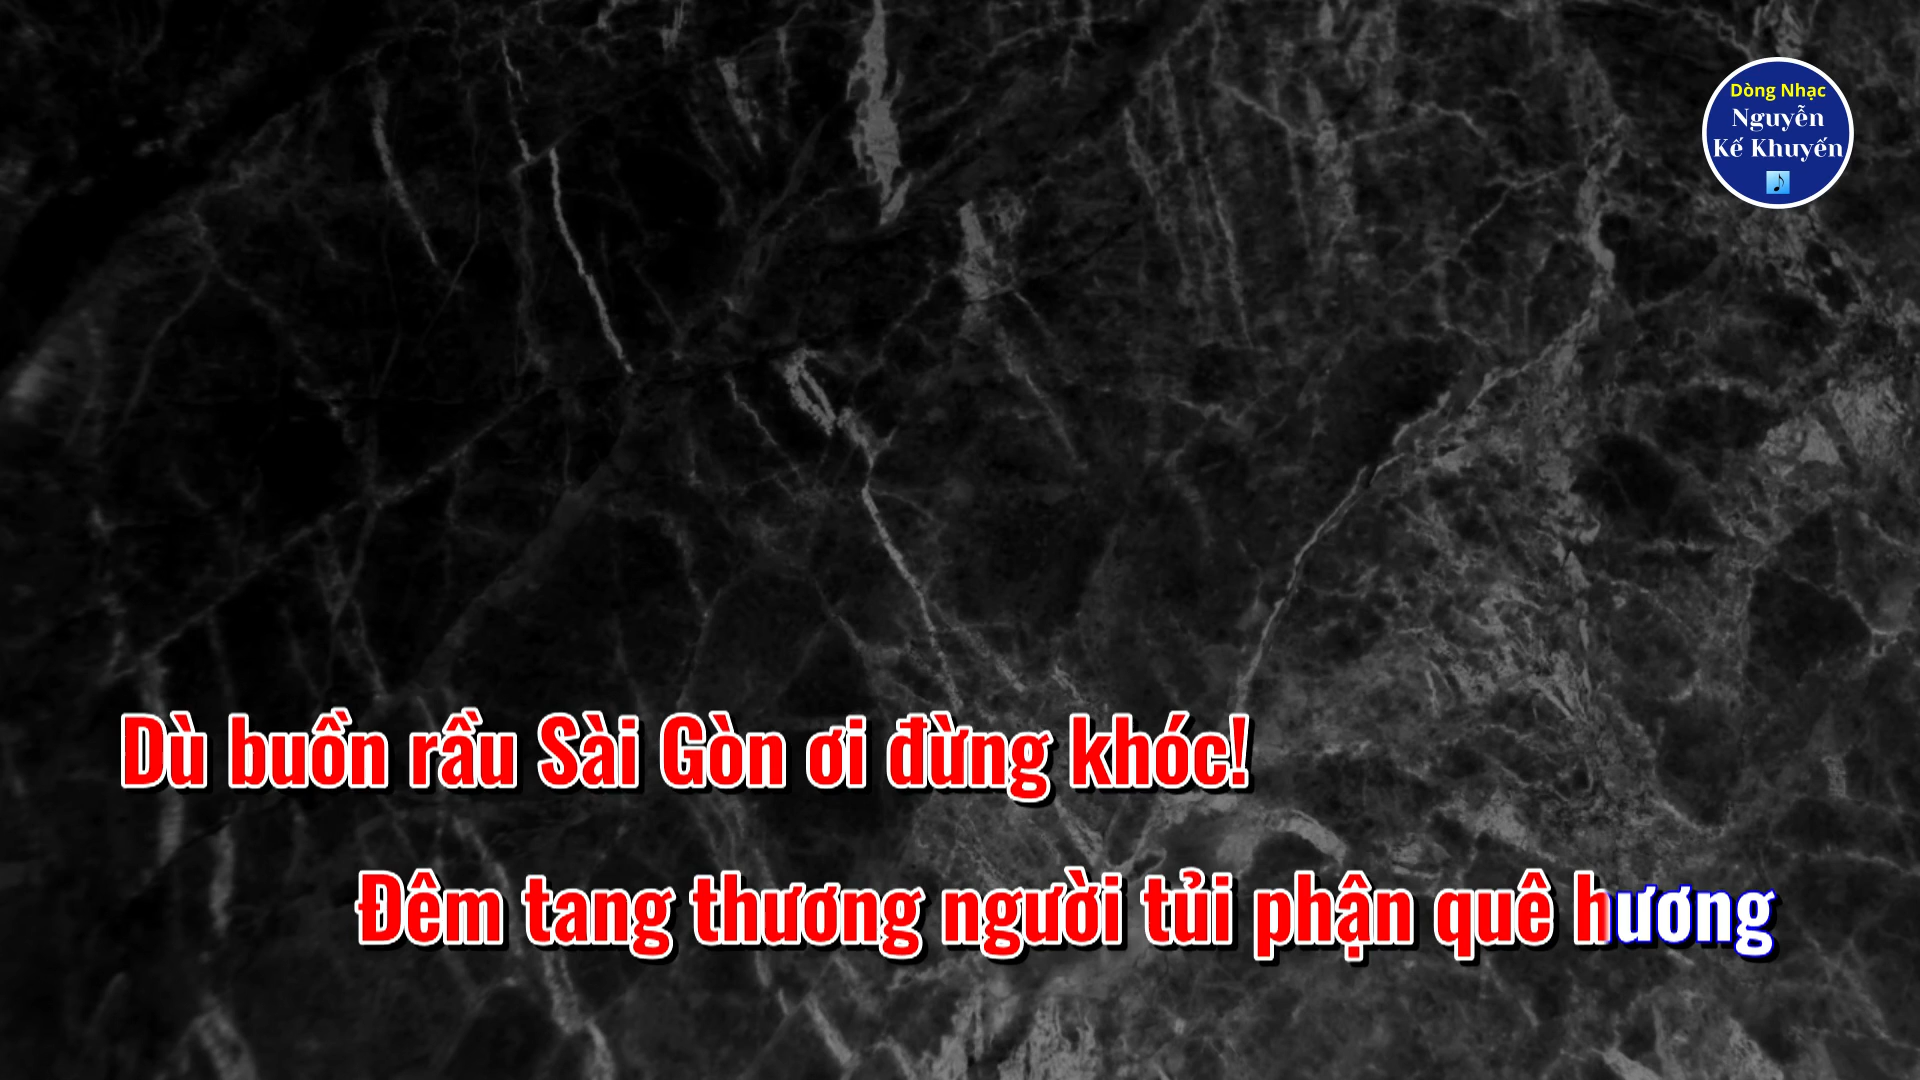 Dòng Nhạc
Nguyễn
Kế Khuyến
Dù buồn rầu Sài Gòn ơi đừng khóc!
Đêm tang thương người tủi phận quê hương